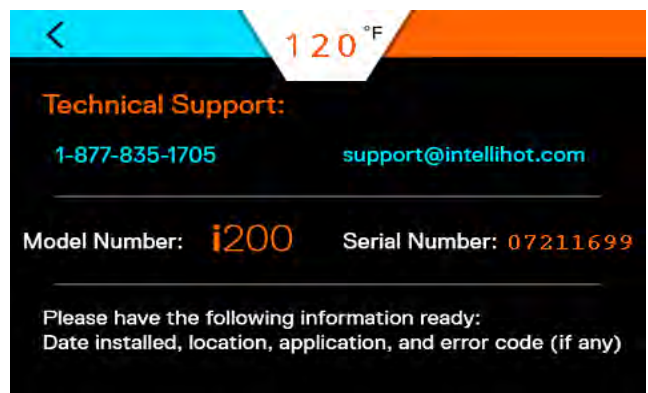 120°F
Technical Support:
1-877-835-1705 support@intellihot.com
Model Number: i200 Serial Number: 07211699
Please have the following information ready:
Date installed, location, application, and error code (if any)